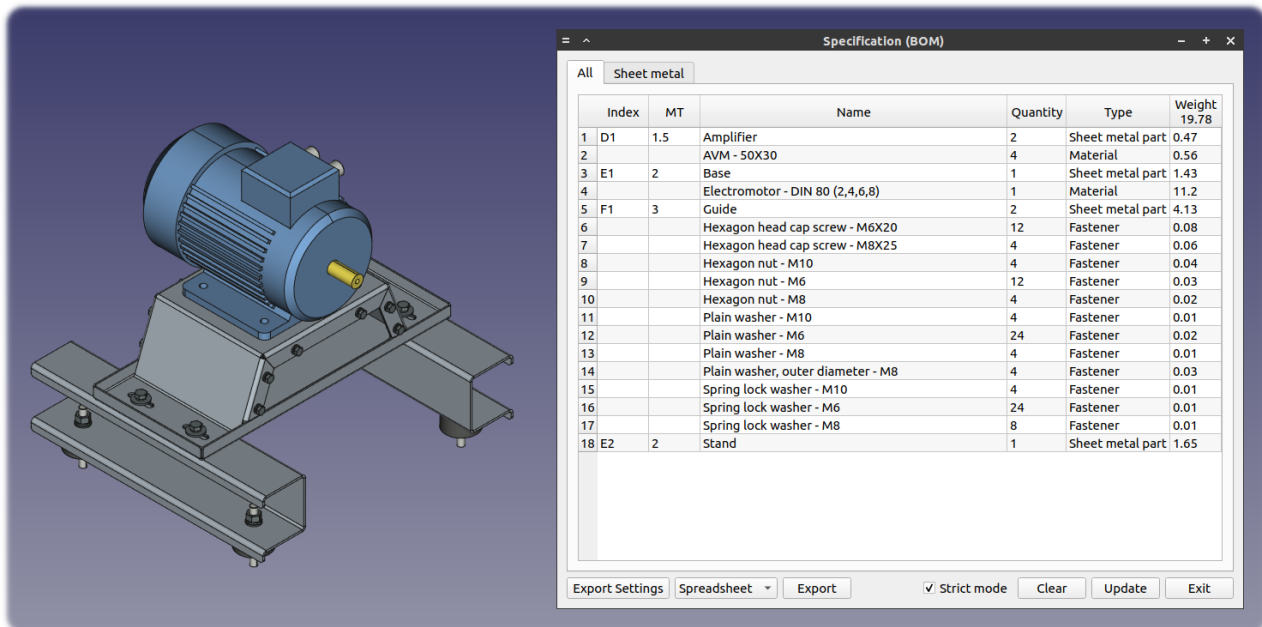 Specification (BOM)
All Sheet metal
Index MT Name Quantity Type Weight 19.78
1 D1 1.5 Amplifier 2 Sheet metal part 0.47
2 AVM - 50X30 4 Material 0.56
3 E1 2 Base 1 Sheet metal part 1.43
4 Electromotor - DIN 80 (2,4,6,8) 1 Material 11.2
5 F1 3 Guide 2 Sheet metal part 4.13
6 Hexagon head cap screw - M6X20 12 Fastener 0.08
7 Hexagon head cap screw - M8X25 4 Fastener 0.06
8 Hexagon nut - M10 4 Fastener 0.04
9 Hexagon nut - M6 12 Fastener 0.03
10 Hexagon nut - M8 4 Fastener 0.02
11 Plain washer - M10 4 Fastener 0.01
12 Plain washer - M6 24 Fastener 0.02
13 Plain washer - M8 4 Fastener 0.01
14 Plain washer, outer diameter - M8 4 Fastener 0.03
15 Spring lock washer - M10 4 Fastener 0.01
16 Spring lock washer - M6 24 Fastener 0.01
17 Spring lock washer - M8 8 Fastener 0.01
18 E2 2 Stand 1 Sheet metal part 1.65
Export Settings Spreadsheet Export Strict mode Clear Update Exit